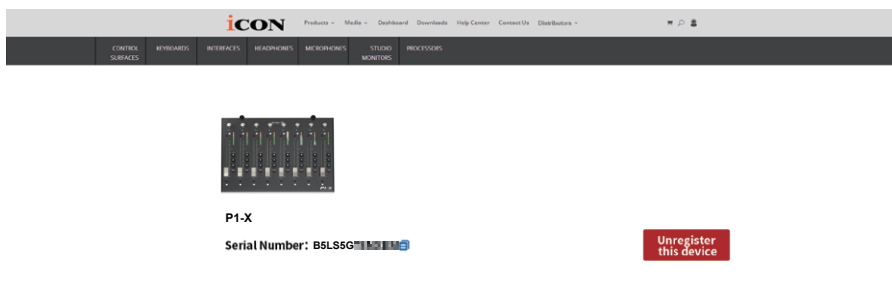 iCON Products Media Dashboard Downloads Help Center Contact Us Distributors
CONTROL KEYBOARDS INTERFACES HEADPHONES MICROPHONES STUDIO PROCESSORS
SURFACES MONITORS
P1-X
P1-X
Serial Number: B5LS5G
Unregister
this device